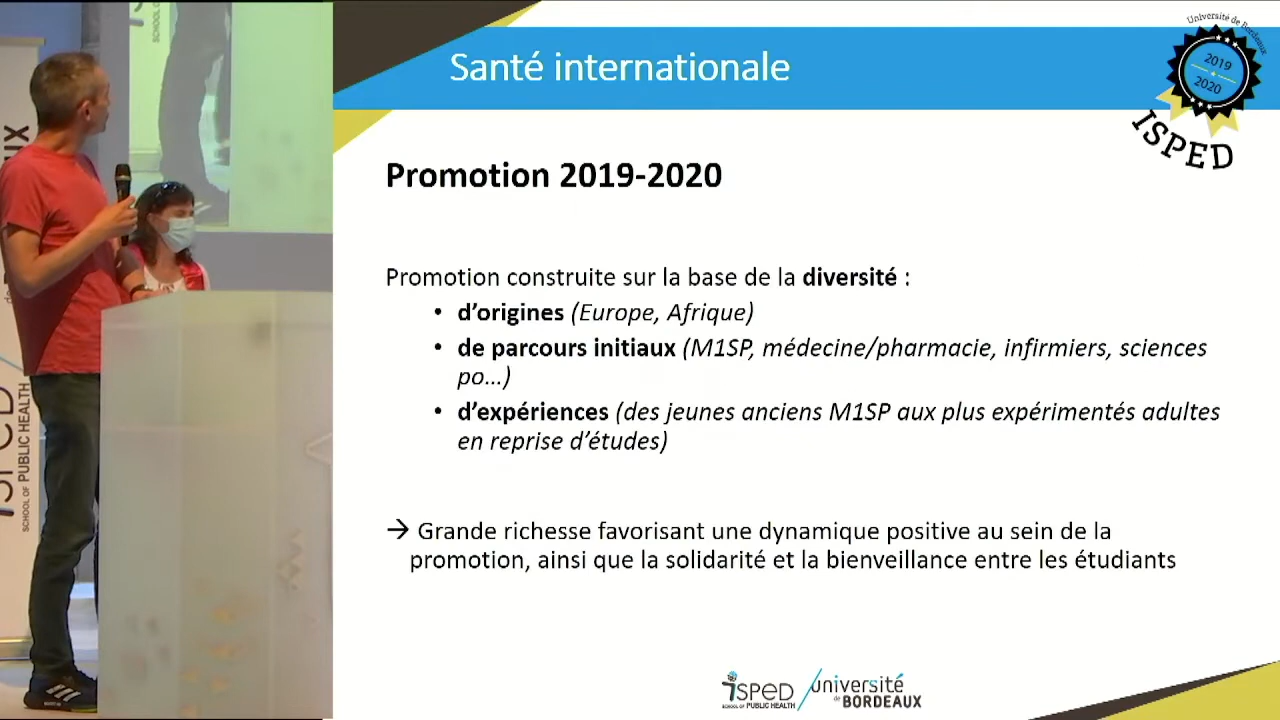 Santé internationale
Université de Bordeaux
2019
2020
ISPED
Promotion 2019-2020
Promotion construite sur la base de la diversité :
• d'origines (Europe, Afrique)
• de parcours initiaux (M1SP, médecine/pharmacie, infirmiers, sciences
po...)
• d'expériences (des jeunes anciens M1SP aux plus expérimentés adultes
en reprise d'études)
→ Grande richesse favorisant une dynamique positive au sein de la
promotion, ainsi que la solidarité et la bienveillance entre les étudiants
isped
SCHOOL OF PUBLIC HEALTH
université
de BORDEAUX
SCHOOL OF PUBLIC HEALTH